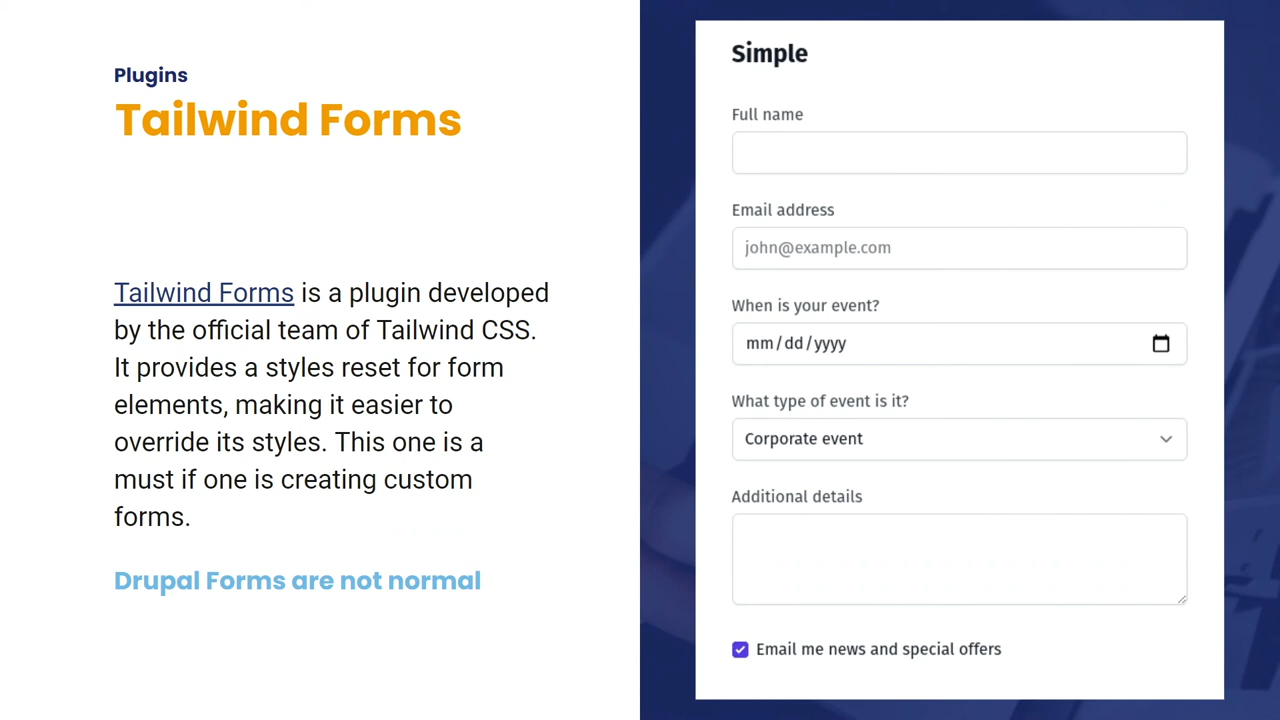 Plugins
Tailwind Forms
Tailwind Forms is a plugin developed
by the official team of Tailwind CSS.
It provides a styles reset for form
elements, making it easier to
override its styles. This one is a
must if one is creating custom
forms.
Drupal Forms are not normal
Simple
Full name
Email address
john@example.com
When is your event?
mm/dd/yyyy
What type of event is it?
Corporate event
Additional details
Email me news and special offers